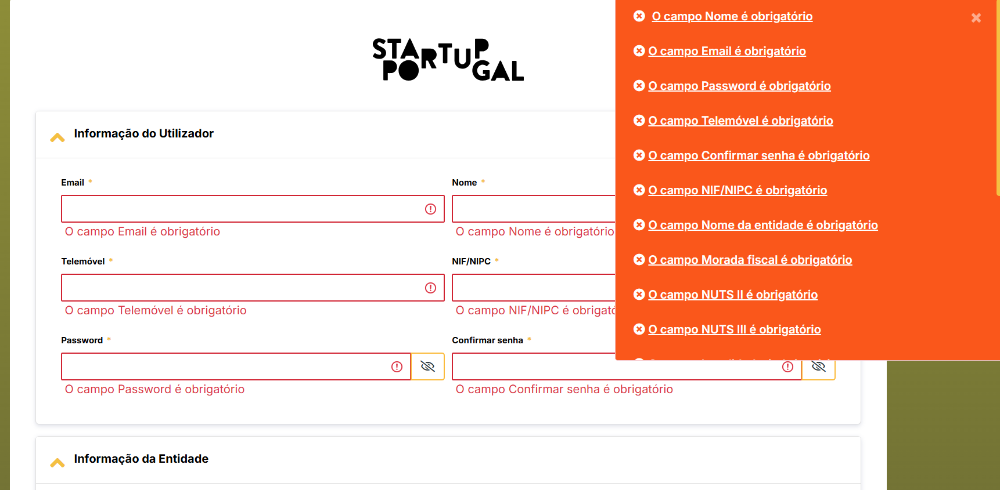 STARTUP
PORTUGAL
Informação do Utilizador
Email *
O campo Email é obrigatório
Nome *
O campo Nome é obrigatório
Telemóvel *
O campo Telemóvel é obrigatório
NIF/NIPC *
O campo NIF/NIPC é obrigató
Password *
O campo Password é obrigatório
Confirmar senha *
O campo Confirmar senha é obrigatório
Informação da Entidade
O campo Nome é obrigatório
O campo Email é obrigatório
O campo Password é obrigatório
O campo Telemóvel é obrigatório
O campo Confirmar senha é obrigatório
O campo NIF/NIPC é obrigatório
O campo Nome da entidade é obrigatório
O campo Morada fiscal é obrigatório
O campo NUTS II é obrigatório
O campo NUTS III é obrigatório